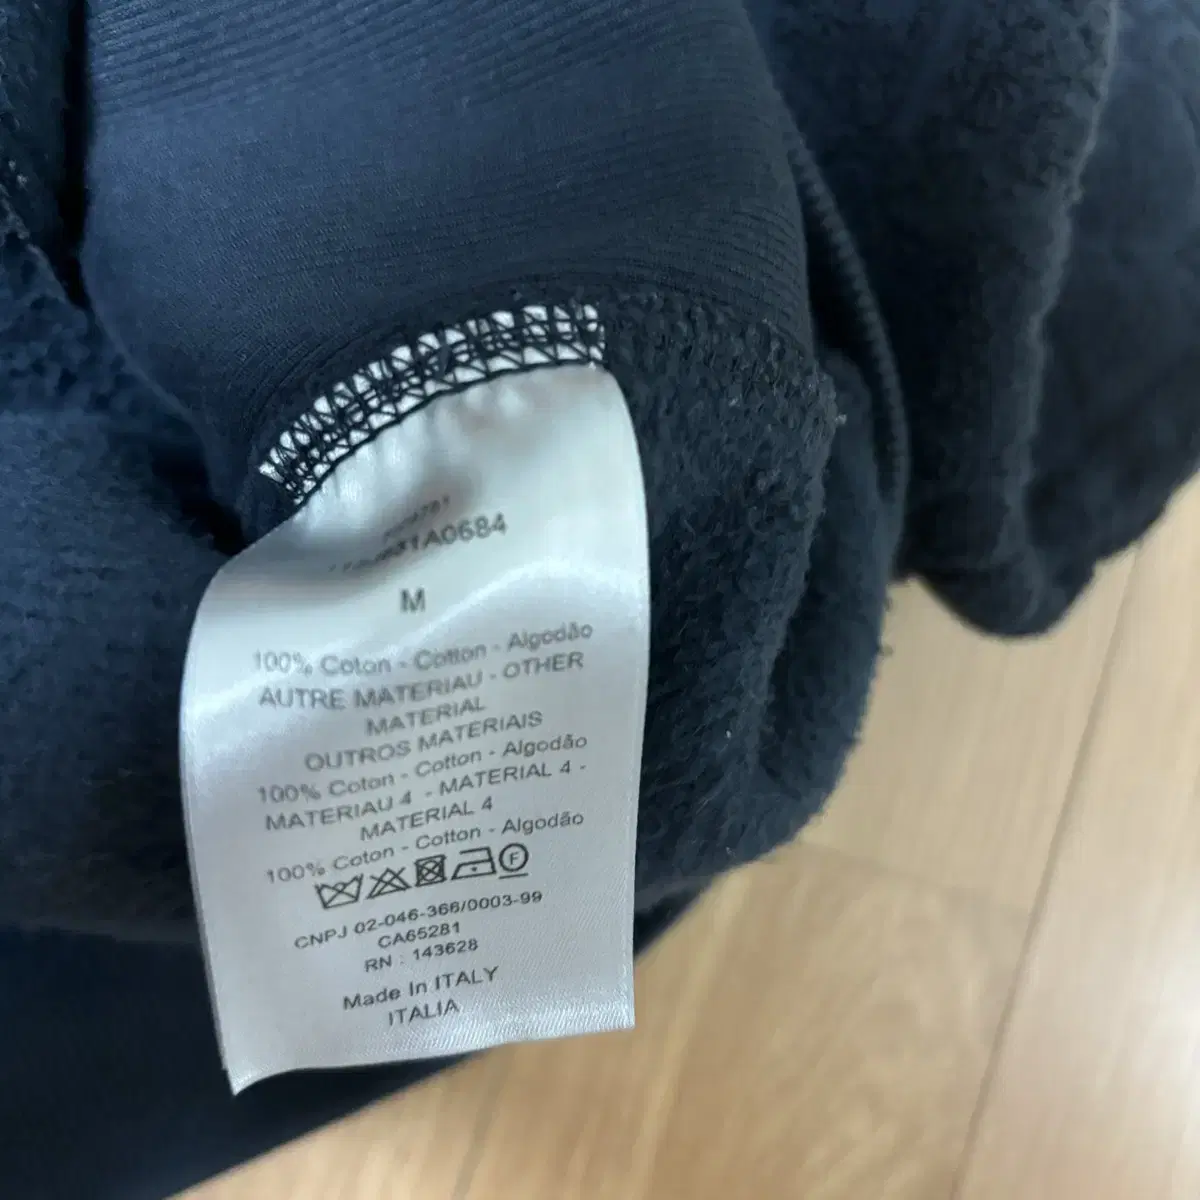 M
100% Coton - Cotton - Algodão
AUTRE MATERIAU - OTHER
MATERIAL
OUTROS MATERIAIS
100% Coton - Cotton - Algodão
MATERIAU 4 - MATERIAL 4 -
MATERIAL 4
100% Coton - Cotton - Algodão
F
CNPJ 02-046-366/0003-99
CA65281
RN : 143628
Made In ITALY
ITALIA